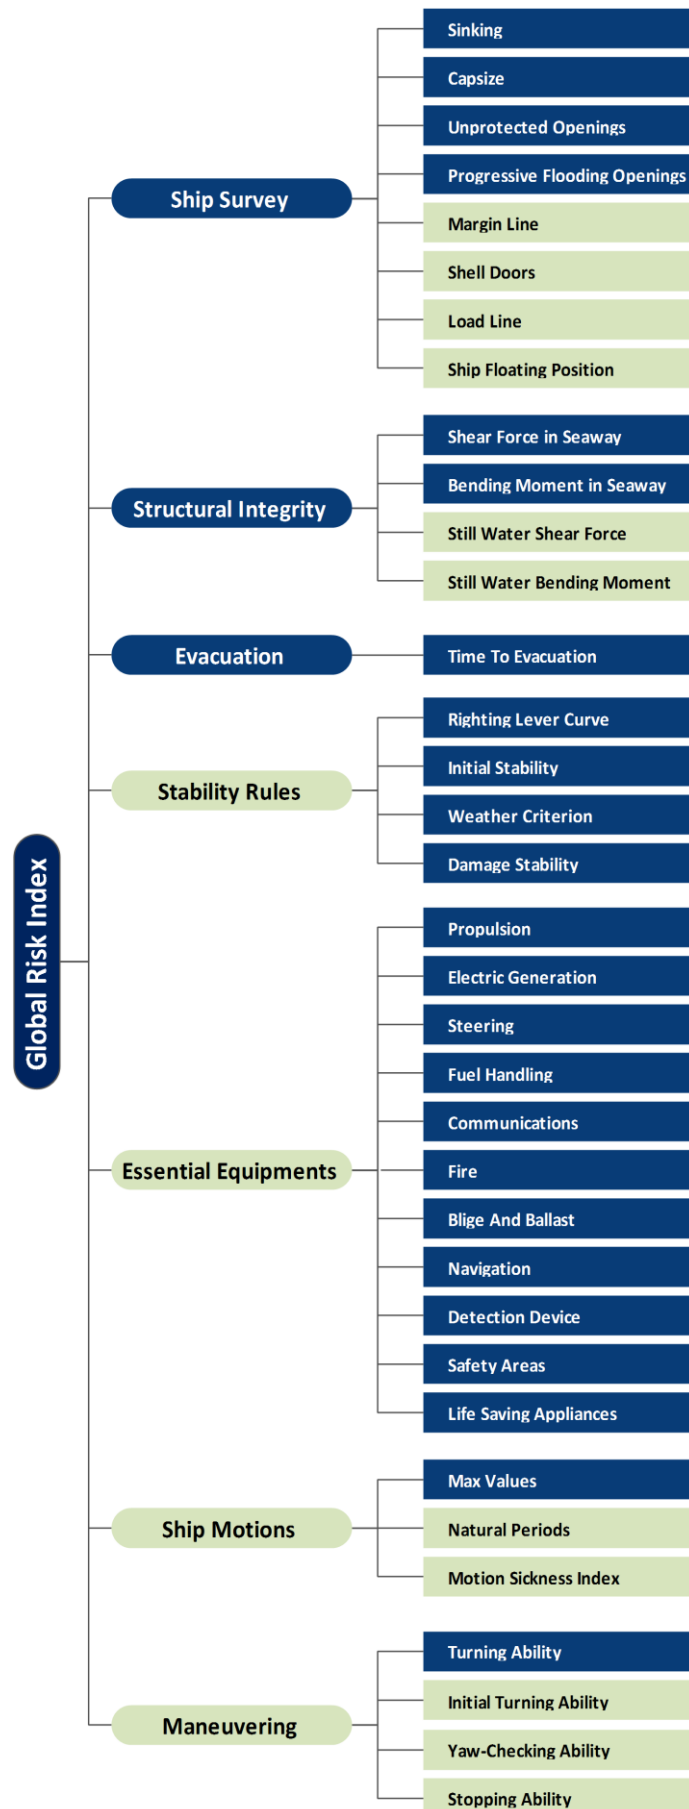 Global Risk Index
Ship Survey
Sinking
Capsize
Unprotected Openings
Progressive Flooding Openings
Margin Line
Shell Doors
Load Line
Ship Floating Position
Structural Integrity
Shear Force in Seaway
Bending Moment in Seaway
Still Water Shear Force
Still Water Bending Moment
Evacuation
Time To Evacuation
Stability Rules
Righting Lever Curve
Initial Stability
Weather Criterion
Damage Stability
Essential Equipments
Propulsion
Electric Generation
Steering
Fuel Handling
Communications
Fire
Blige And Ballast
Navigation
Detection Device
Safety Areas
Life Saving Appliances
Ship Motions
Max Values
Natural Periods
Motion Sickness Index
Maneuvering
Turning Ability
Initial Turning Ability
Yaw-Checking Ability
Stopping Ability